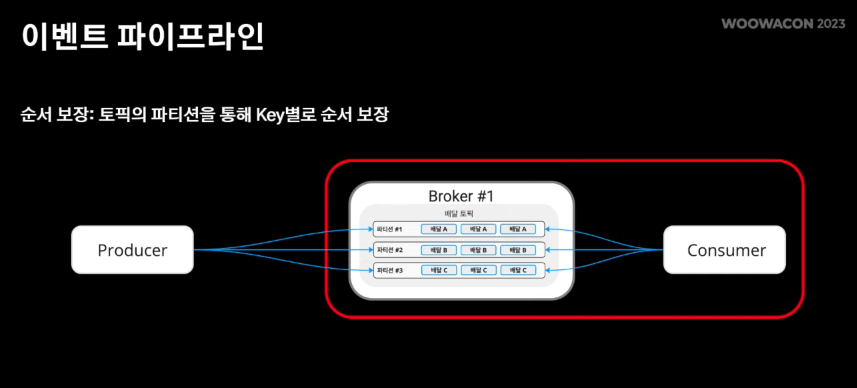 이벤트 파이프라인
WOOWACON 2023
순서 보장: 토픽의 파티션을 통해 Key별로 순서 보장
Broker #1
배달 토픽
파티션 #1 배달 A 배달 A 배달 A
Producer
파티션 #2 배달 B 배달 B 배달 B
Consumer
파티션 #3 배달 C 배달 C 배달 C